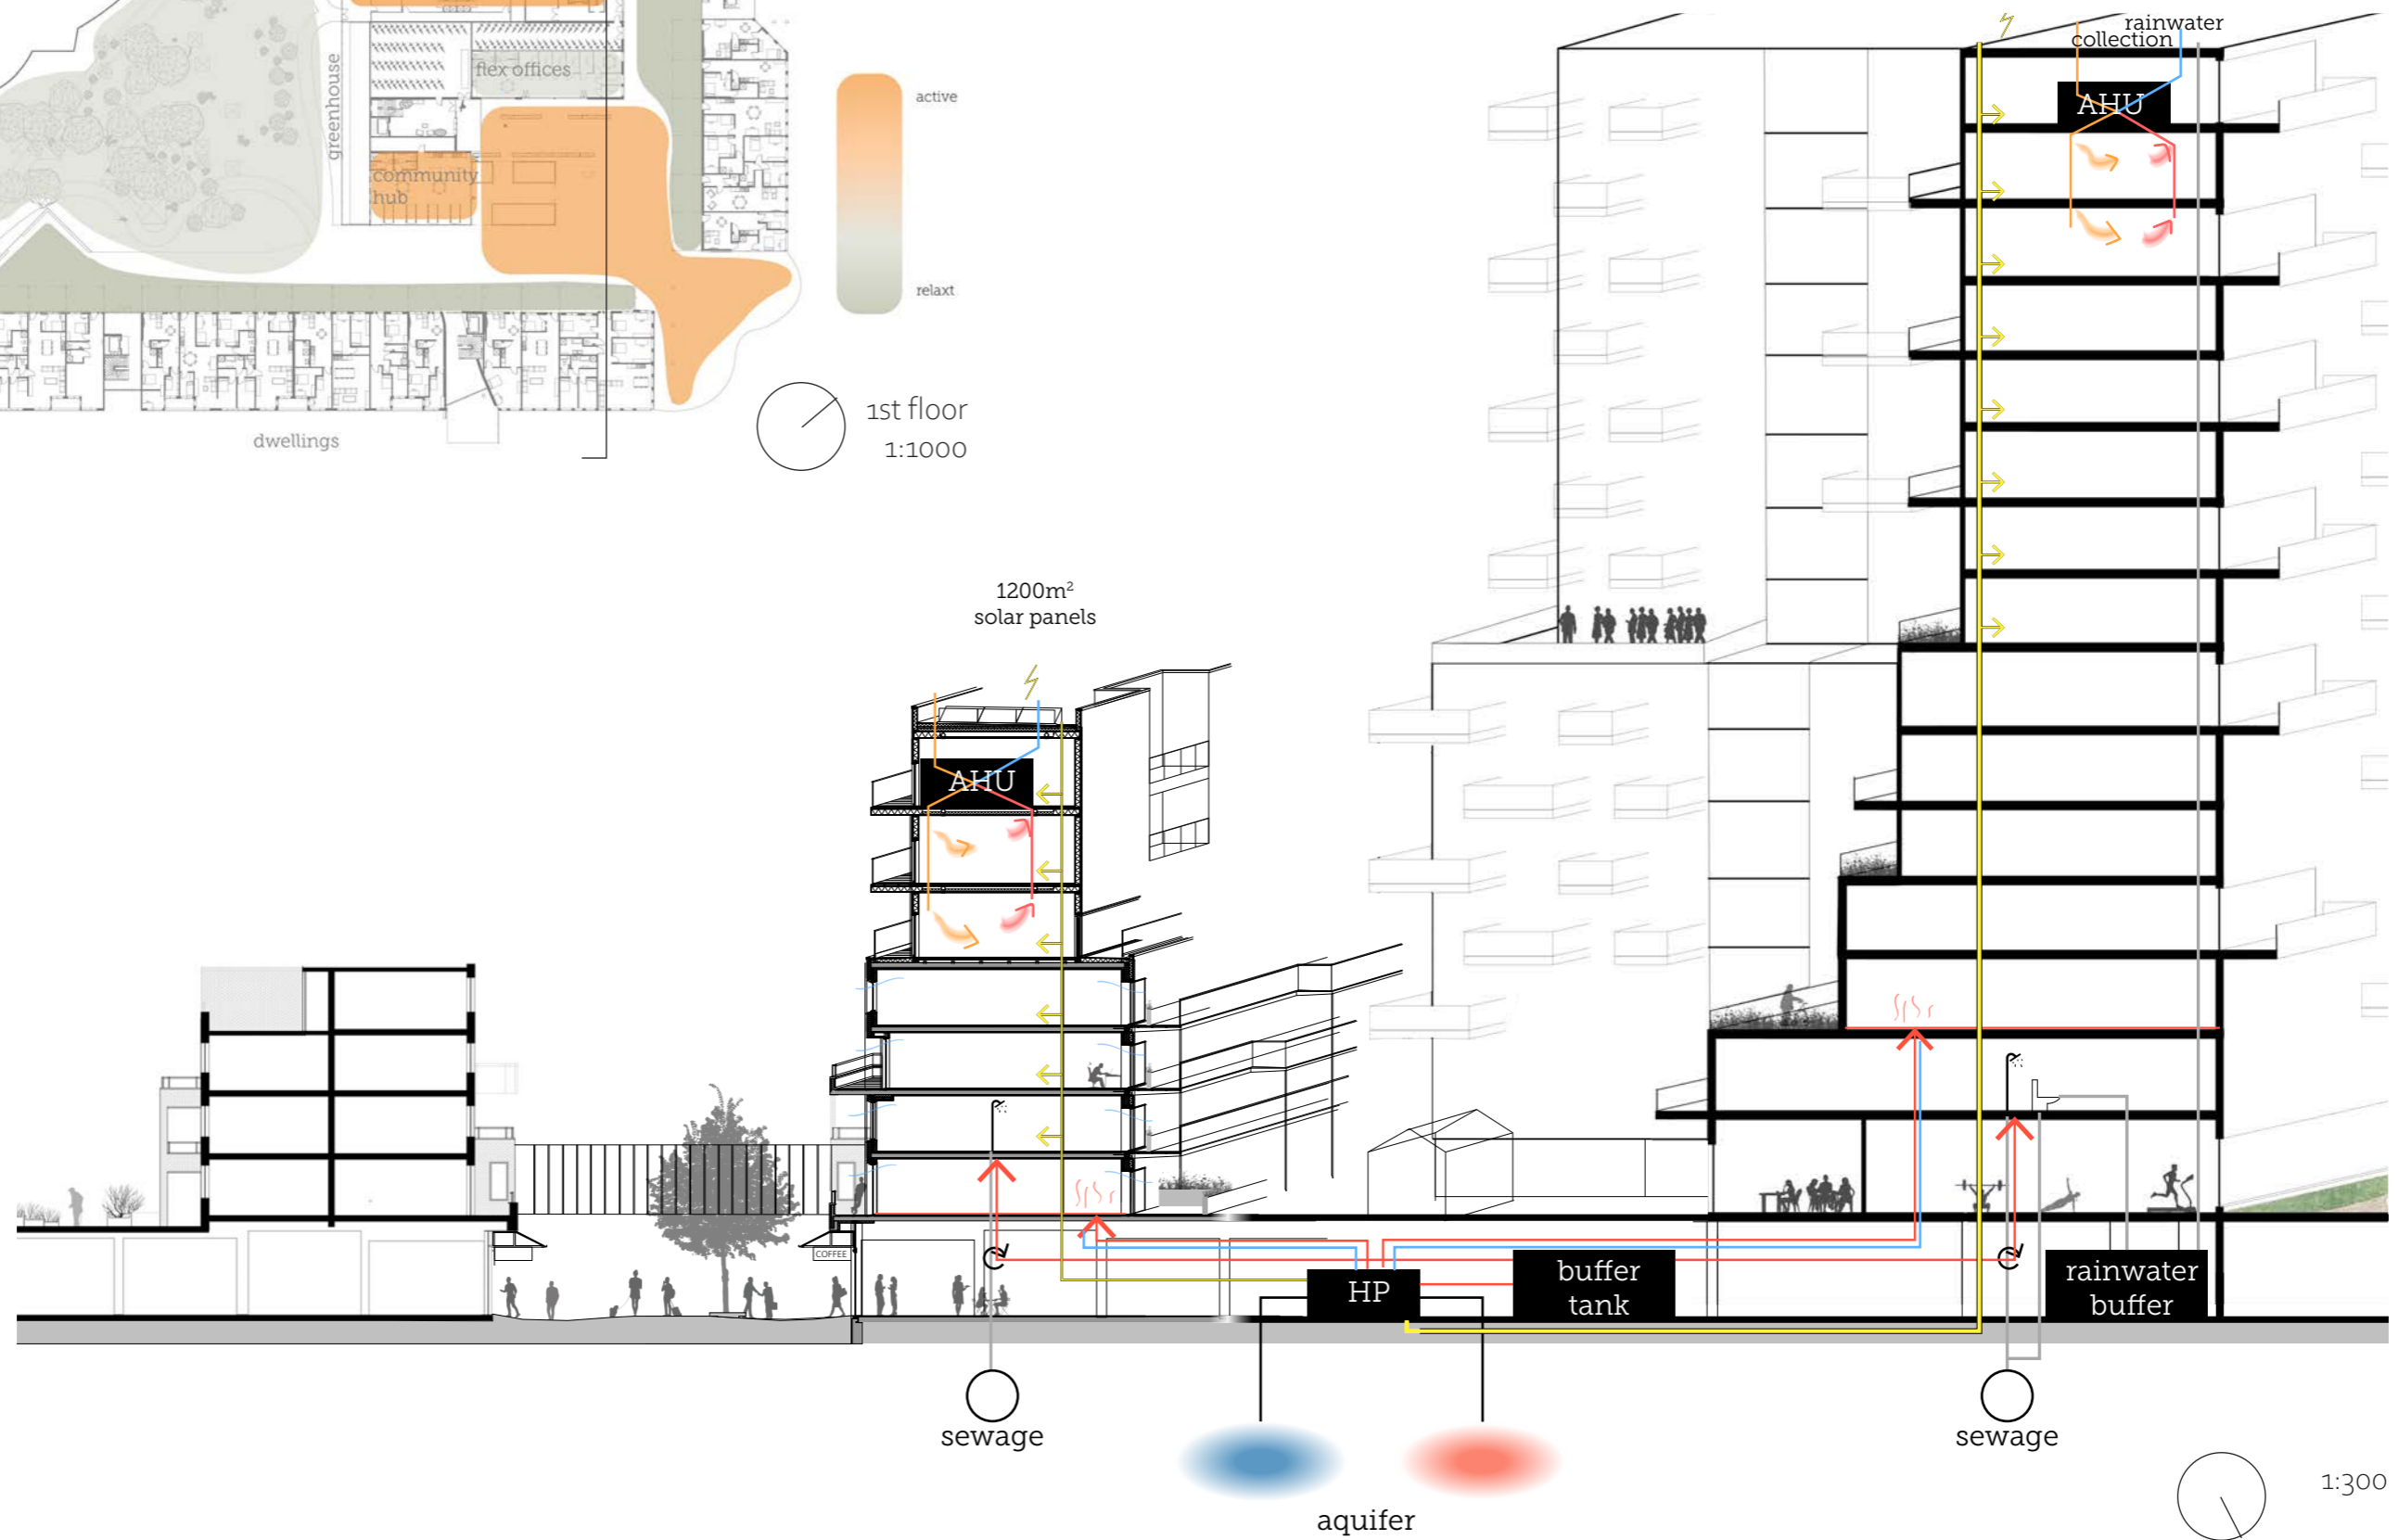 greenhouse
flex offices
community
hub
dwellings
active
relaxt
1st floor
1:1000
rainwater
collection
AHU
1200m²
solar panels
AHU
COFFEE
HP
buffer
tank
rainwater
buffer
sewage
sewage
aquifer
1:300